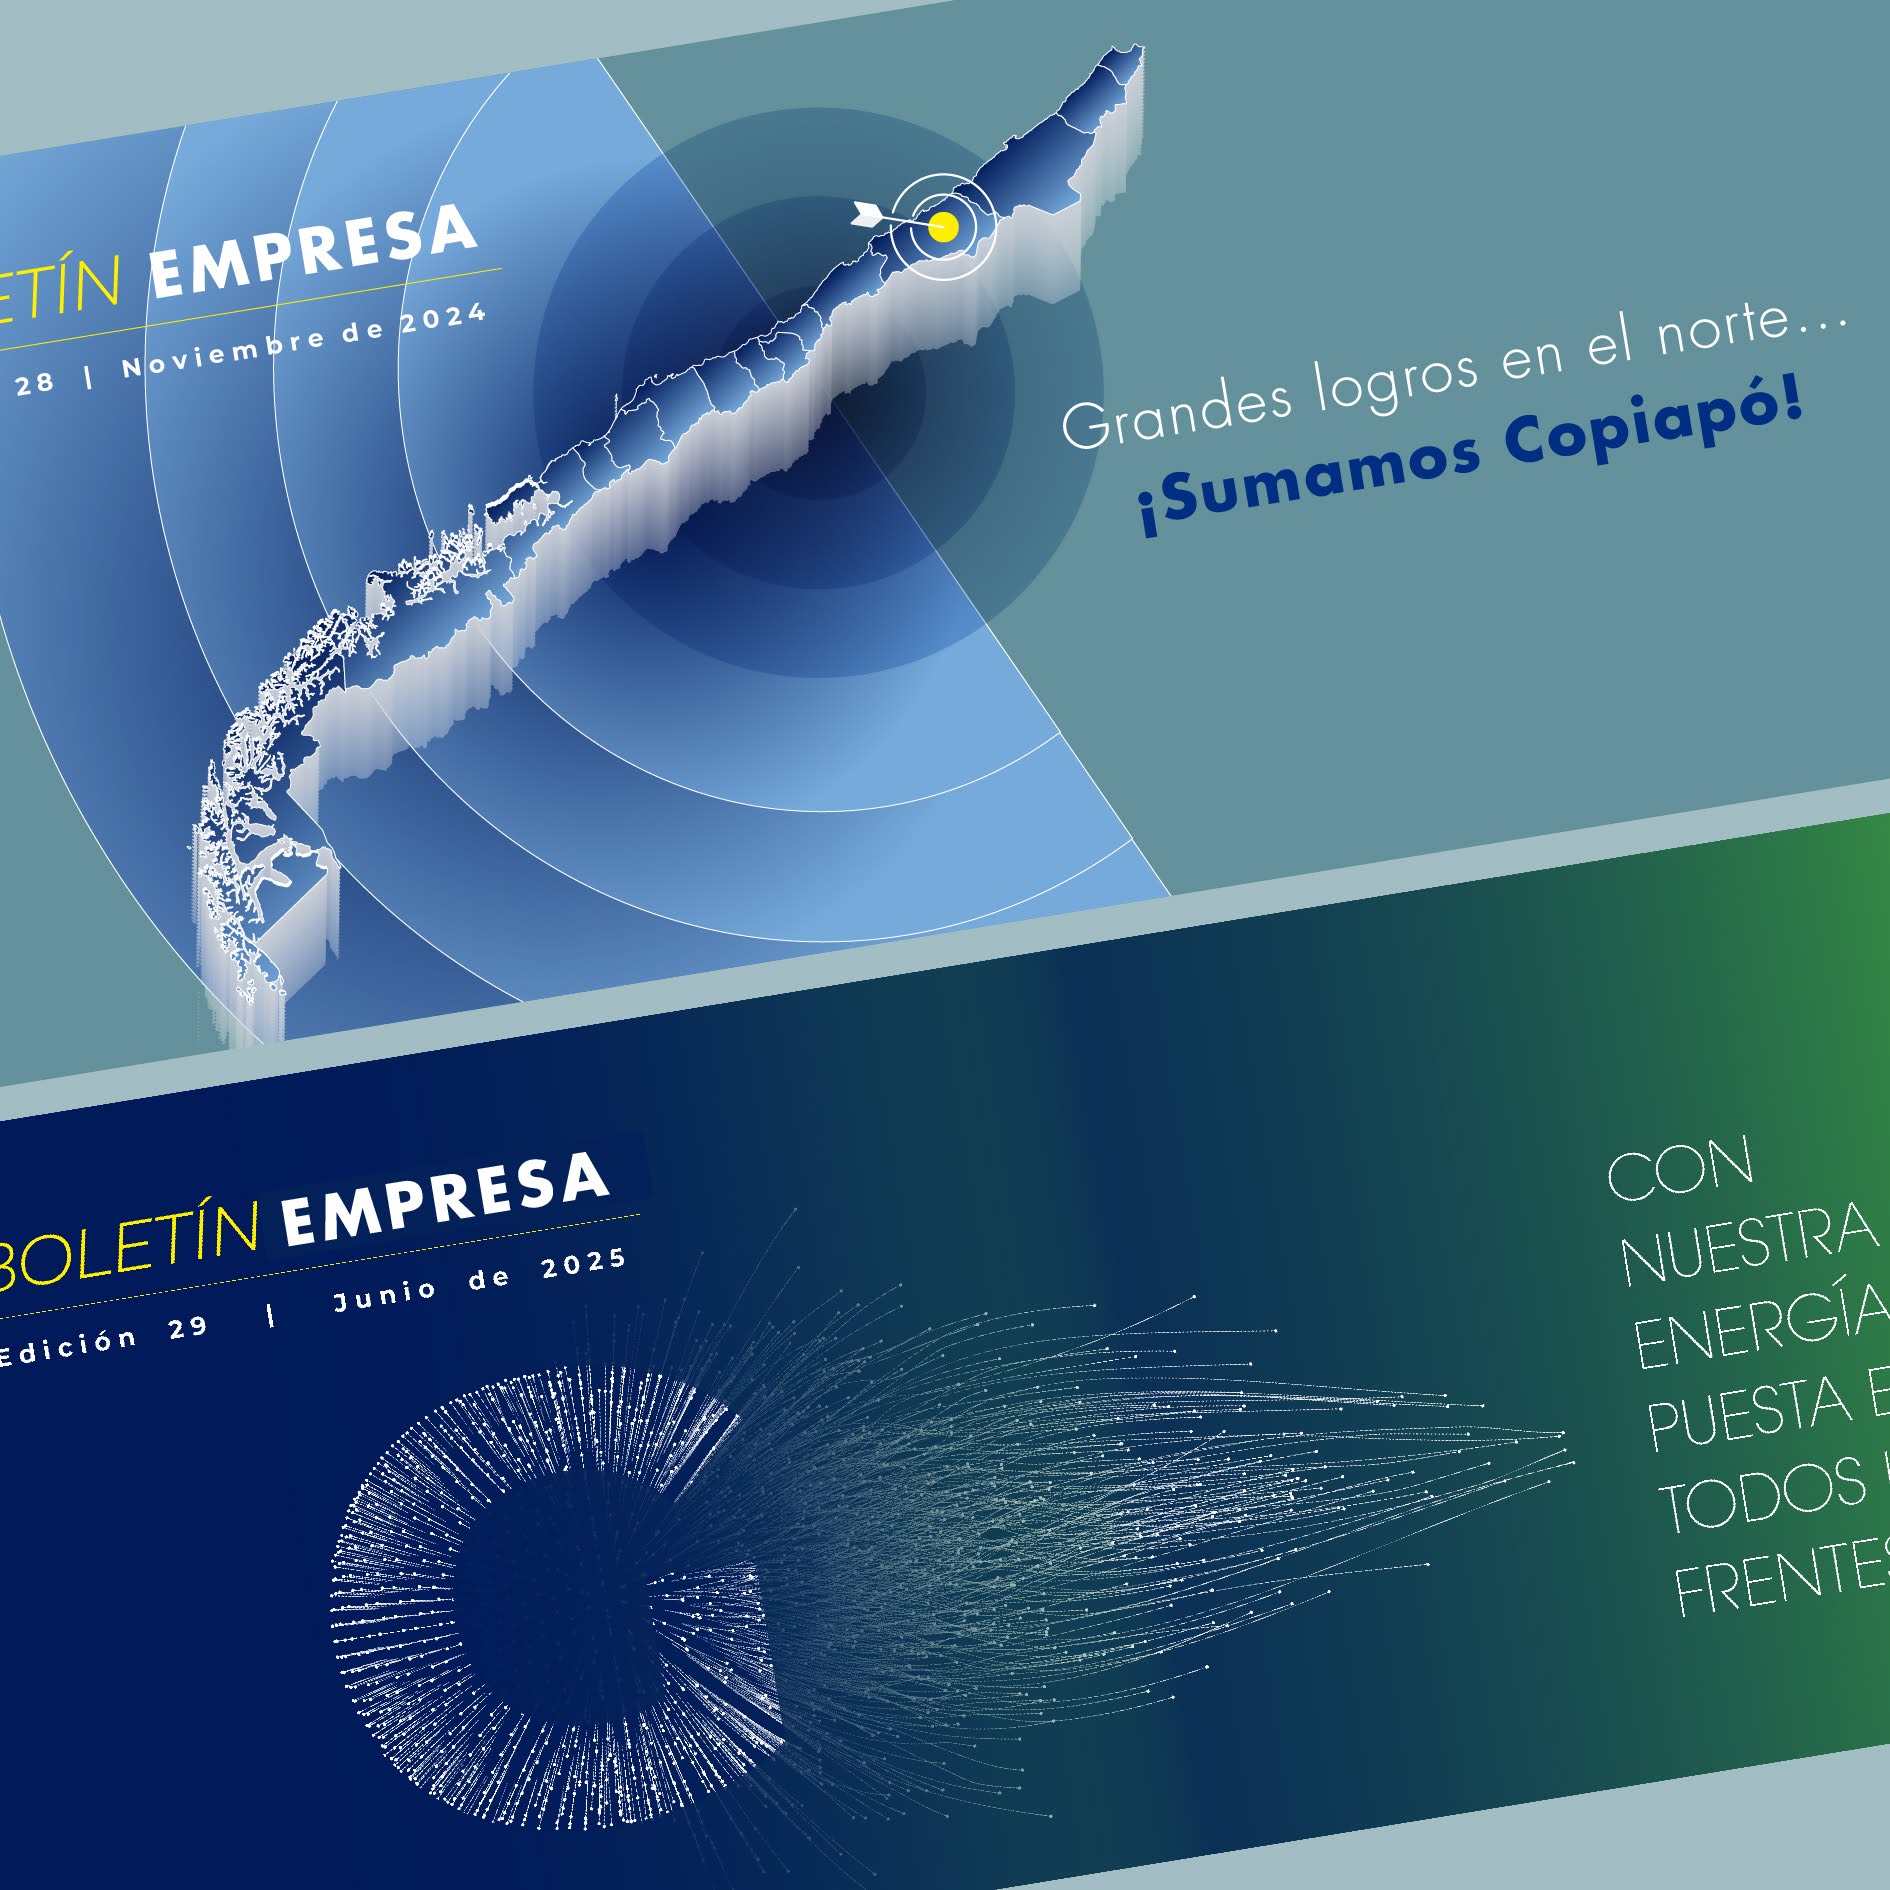 ETÍN EMPRESA
28 | Noviembre de 2024
Grandes logros en el norte...
¡Sumamos Copiapó!
BOLETÍN EMPRESA
Edición 29 | Junio de 2025
CON
NUESTRA
ENERGÍA
PUESTA E
TODOS
FRENTES